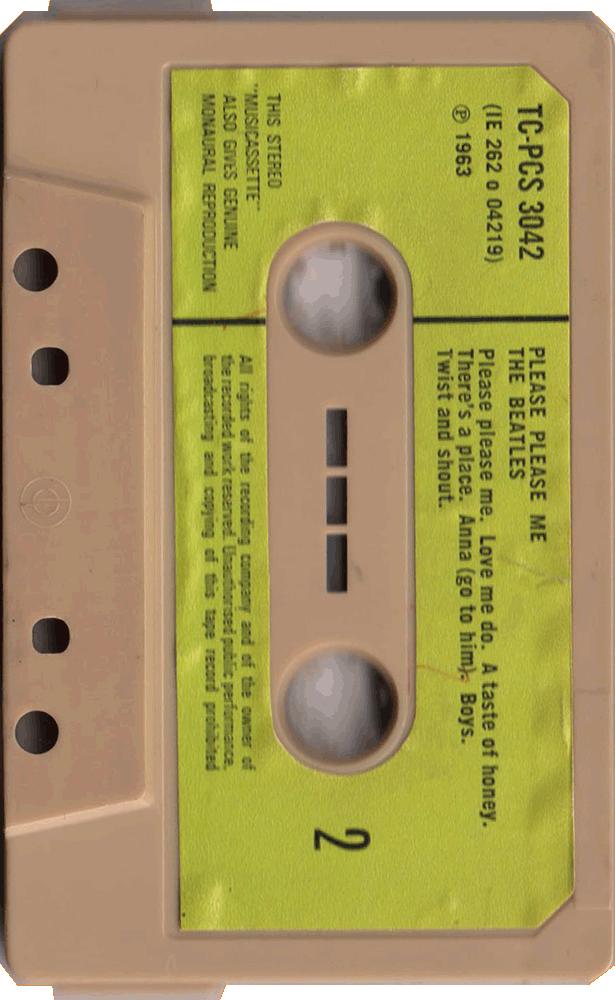 TC-PCS 3042
(IE 262 o 04219)
℗ 1963
PLEASE PLEASE ME
THE BEATLES
Please please me. Love me do. A taste of honey.
There's a place. Anna (go to him). Boys.
Twist and shout.
2
THIS STEREO
"MUSICASSETTE"
ALSO GIVES GENUINE
MONAURAL REPRODUCTION
All rights of the recording company and of the owner of
the recorded work reserved. Unauthorised public performance,
broadcasting and copying of this tape record prohibited